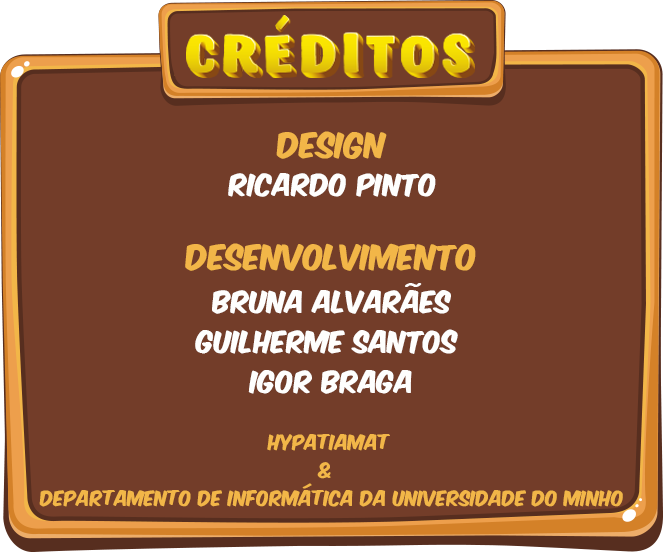 CRÉDITOS
DESIGN
RICARDO PINTO
DESENVOLVIMENTO
BRUNA ALVARÃES
GUILHERME SANTOS
IGOR BRAGA
HYPATIAMAT
&
DEPARTAMENTO DE INFORMÁTICA DA UNIVERSIDADE DO MINHO